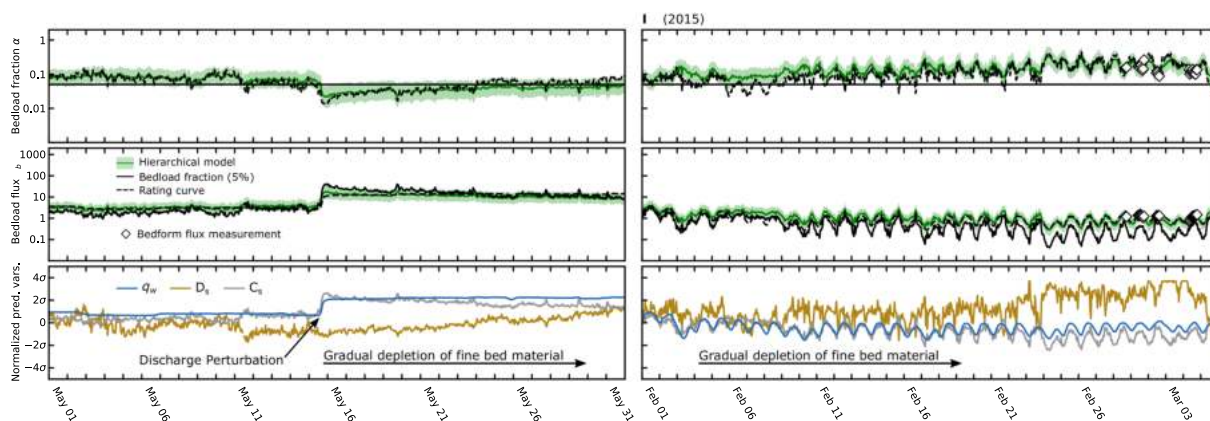 I (2015)
Bedload fraction α
1
0.1
0.01
Bedload flux b
1000
100
10
1
0.1
Hierarchical model
Bedload fraction (5%)
Rating curve
Bedform flux measurement
Normalized pred. vars.
4σ
2σ
0
−2σ
−4σ
q_w D_s C_s
Discharge Perturbation
Gradual depletion of fine bed material
Gradual depletion of fine bed material
May 01 May 06 May 11 May 16 May 21 May 26 May 31
Feb 01 Feb 06 Feb 11 Feb 16 Feb 21 Feb 26 Mar 03